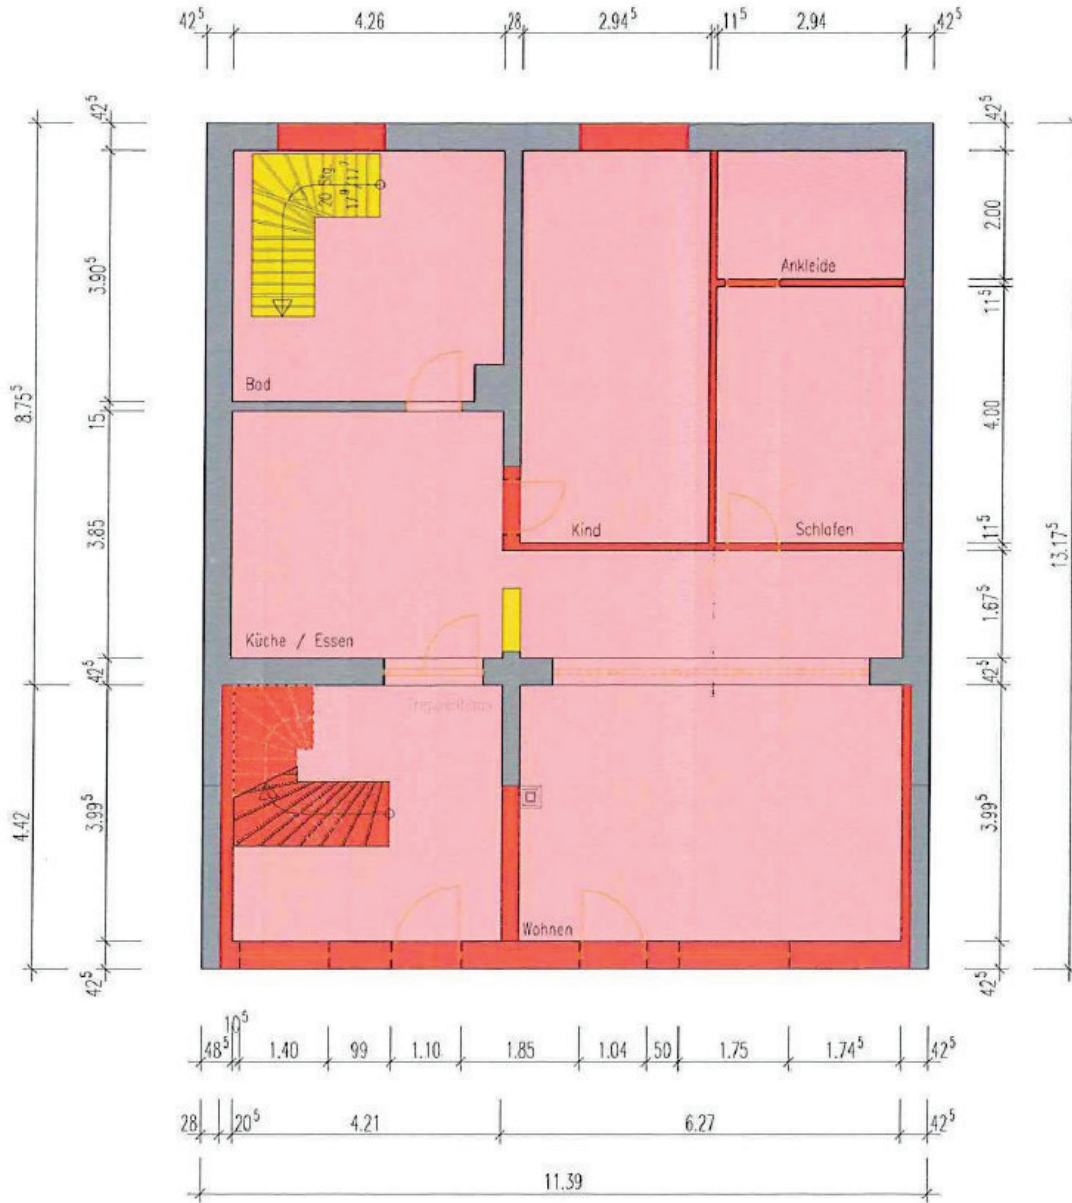 42⁵ 4.26 28 2.94⁵ 11⁵ 2.94 42⁵
42⁵
3.90⁵
15
3.85
42⁵
3.99⁵
42⁵
8.75⁵
4.42
42⁵
2.00
11⁵
4.00
11⁵
1.67⁵
42⁵
3.99⁵
42⁵
13.17⁵
20 Stg.
Ankleide
Bad
Kind
Schlafen
Küche / Essen
Treppenhaus
Wohnen
48⁵ 10⁵ 1.40 99 1.10 1.85 1.04 50 1.75 1.74⁵ 42⁵
28 20⁵ 4.21 6.27 42⁵
11.39